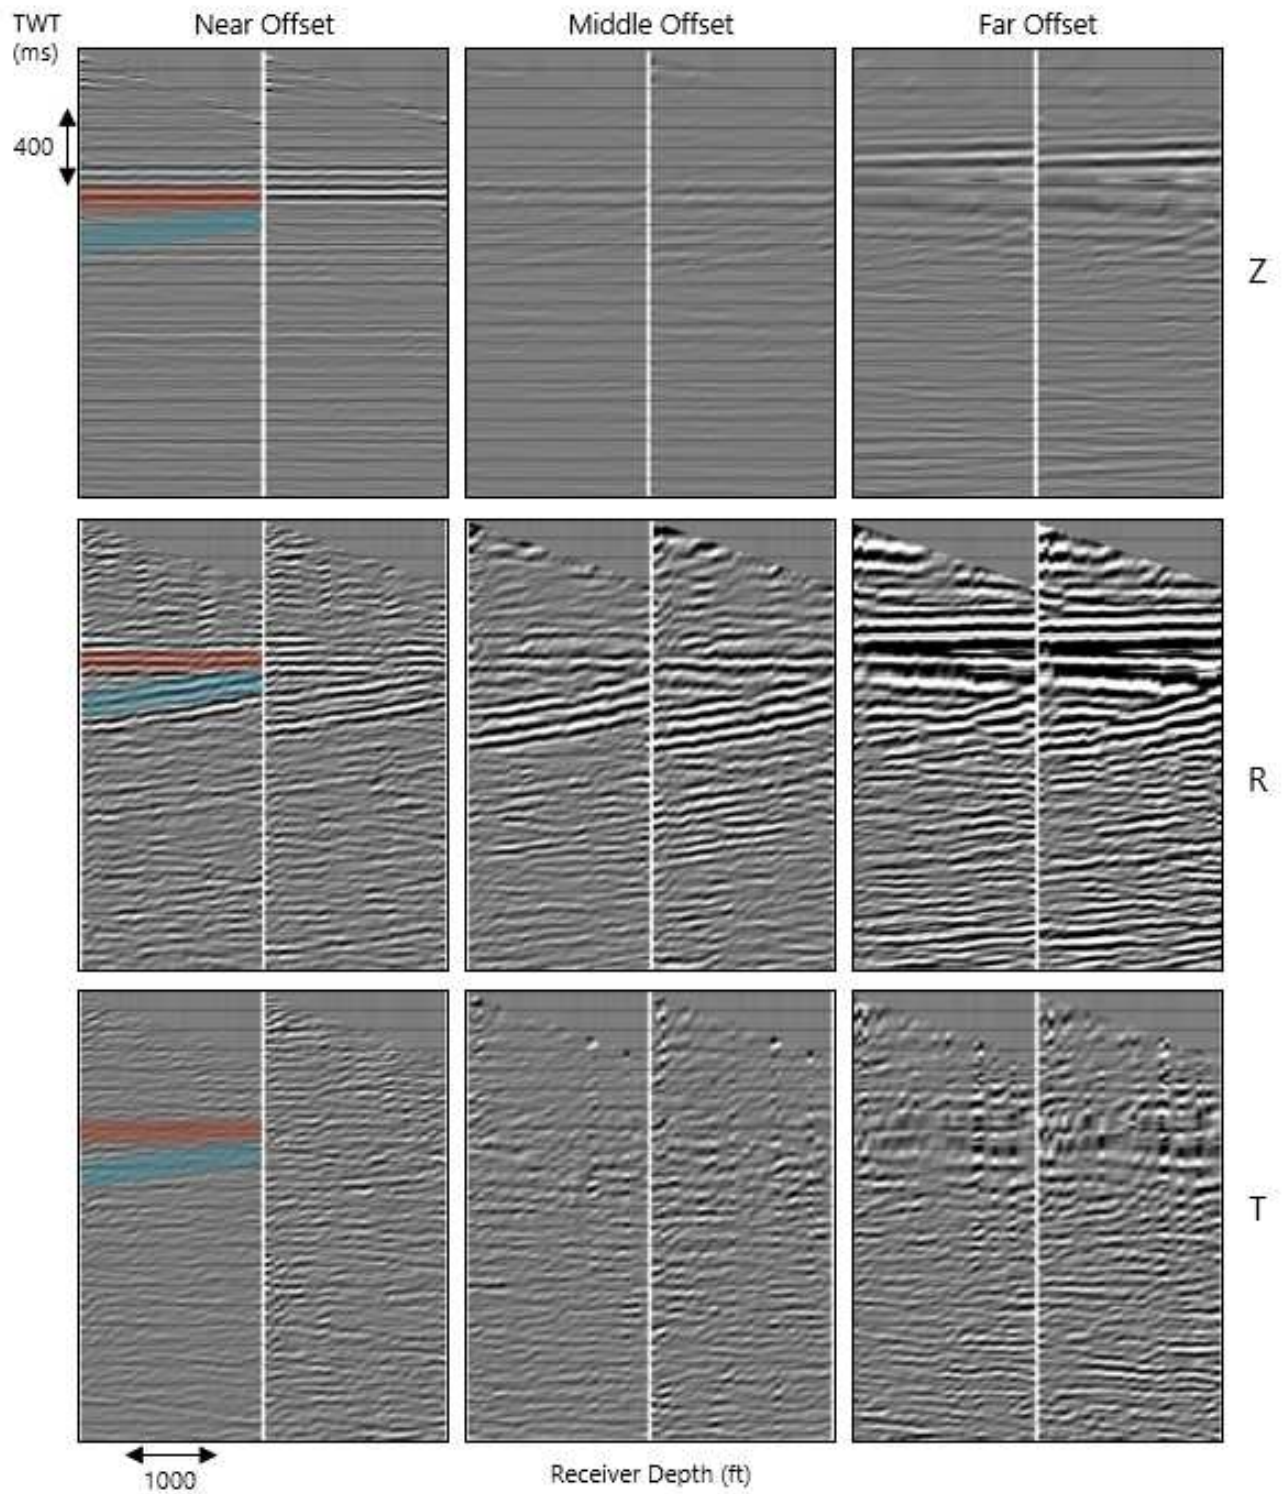 TWT
(ms)
Near Offset
Middle Offset
Far Offset
400
Z
R
T
1000
Receiver Depth (ft)